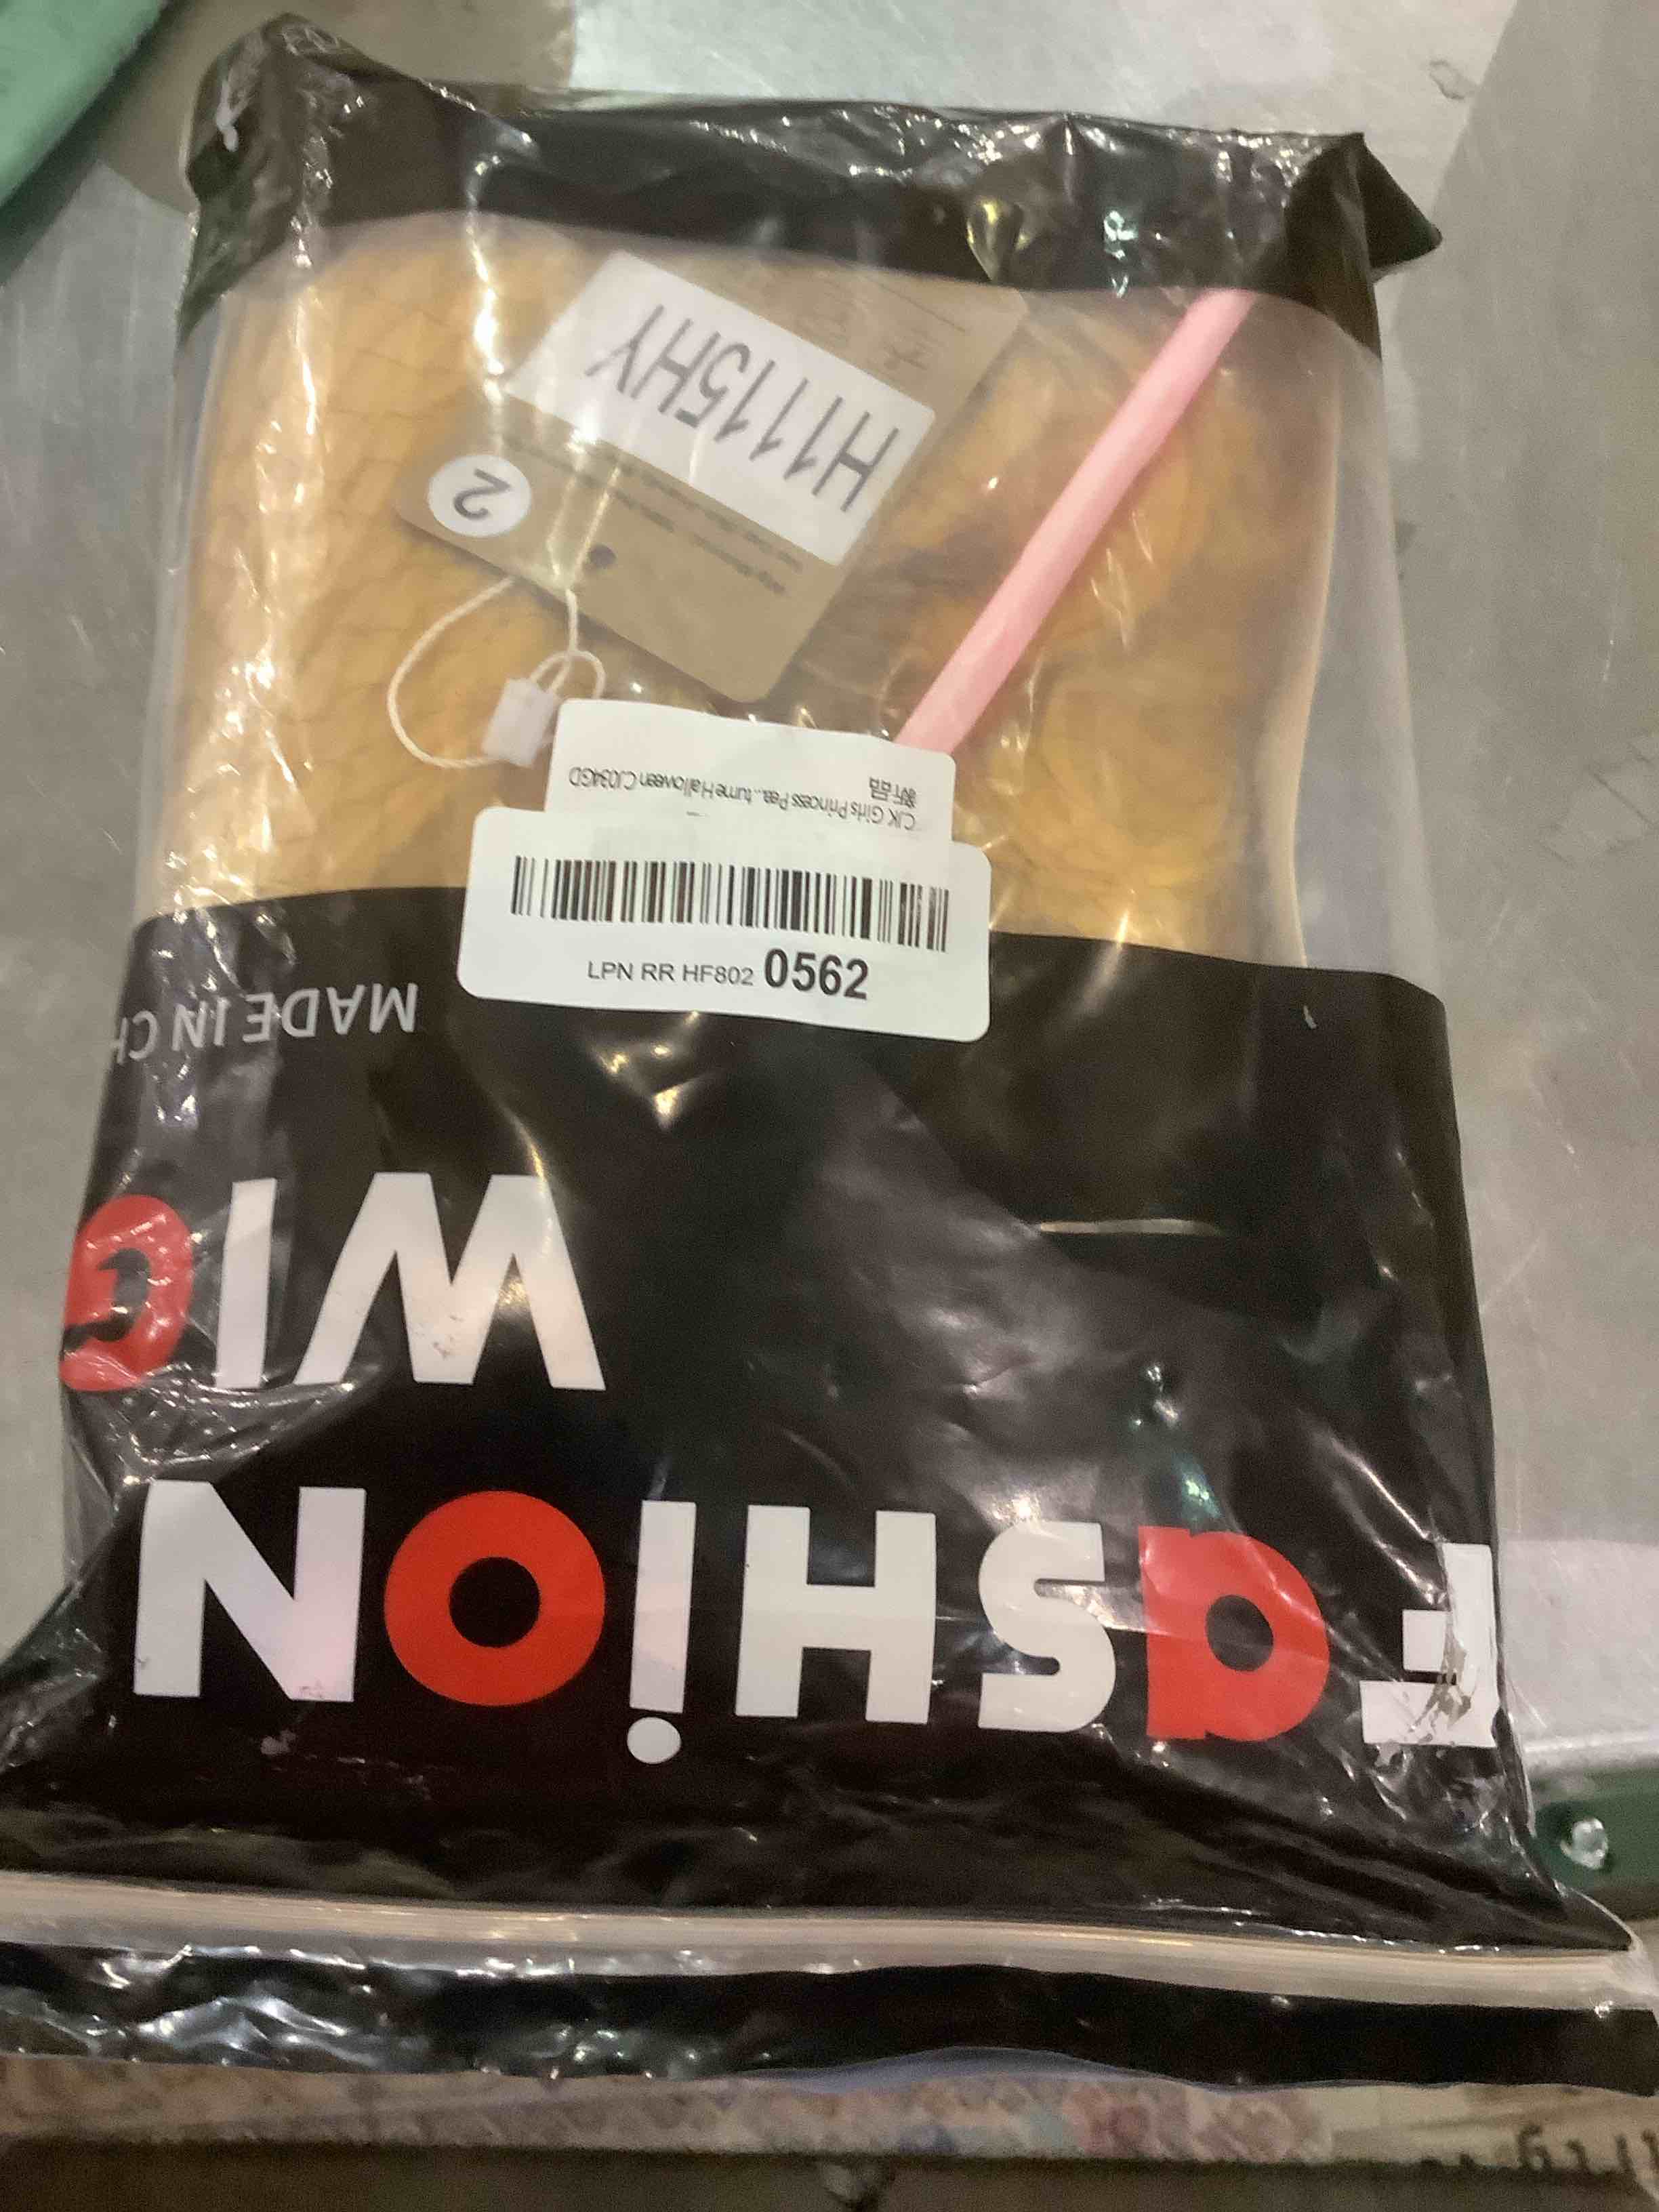 FaSHiON
WIG
MADE IN CH
LPN RR HF802 0562
CJK Girls Princess Pea...tume Halloween CJ034GD
新品
H1115HY
2